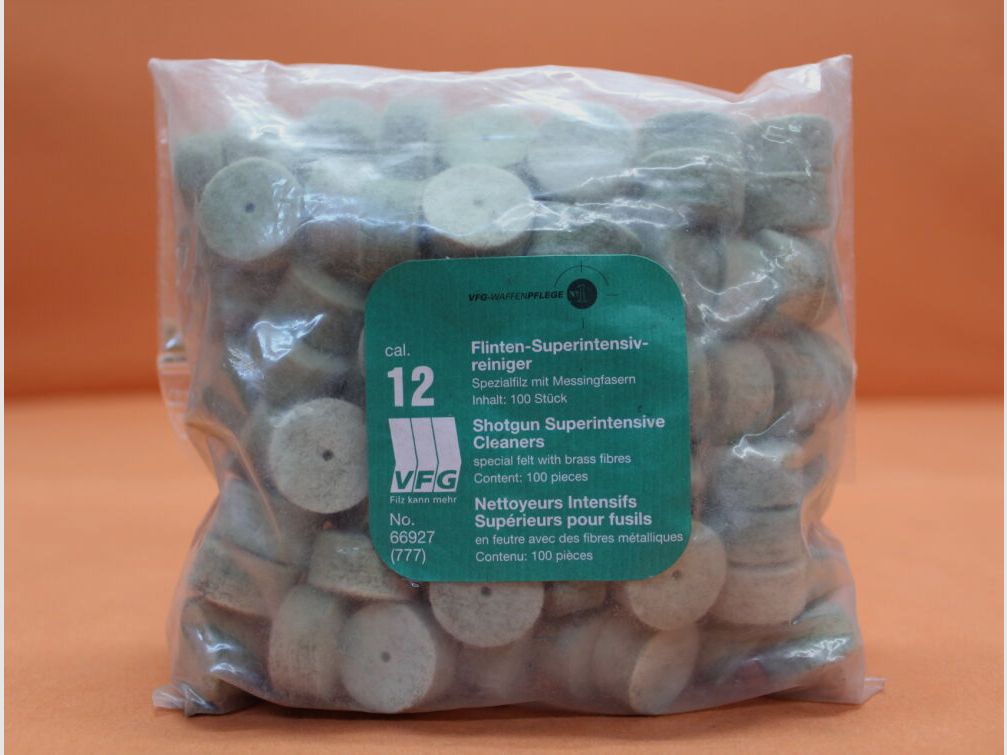 VFG-WAFFENPFLEGE No 1
cal.
12
VFG
Filz kann mehr
No.
66927
(777)
Flinten-Superintensiv-
reiniger
Spezialfilz mit Messingfasern
Inhalt: 100 Stück
Shotgun Superintensive
Cleaners
special felt with brass fibres
Content: 100 pieces
Nettoyeurs Intensifs
Supérieurs pour fusils
en feutre avec des fibres métalliques
Contenu: 100 pièces